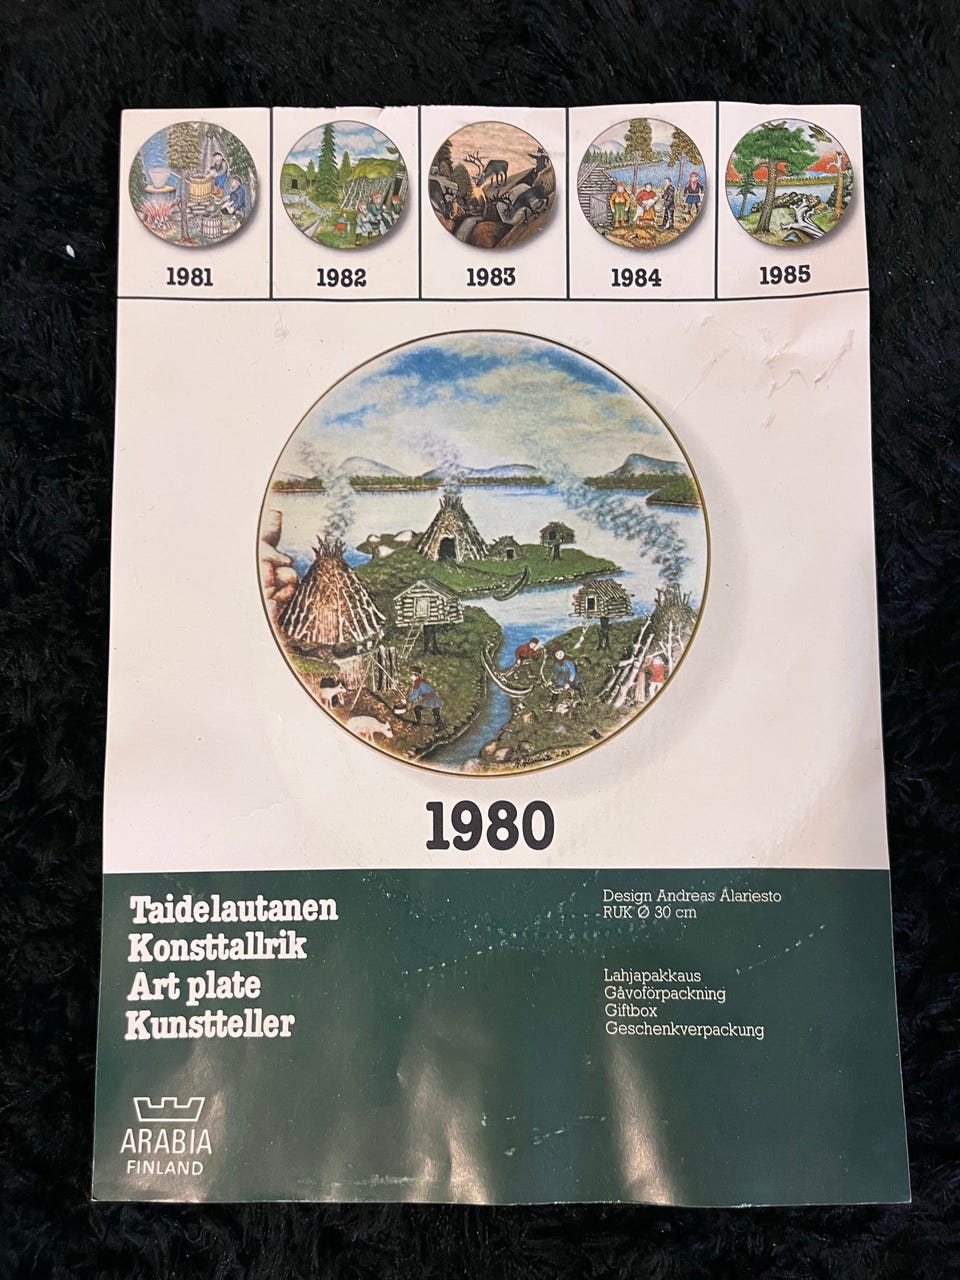 1981 1982 1983 1984 1985
1980
Taidelautanen
Konsttallrik
Art plate
Kunstteller
Design Andreas Alariesto
RUK Ø 30 cm
Lahjapakkaus
Gåvoförpackning
Giftbox
Geschenkverpackung
ARABIA
FINLAND